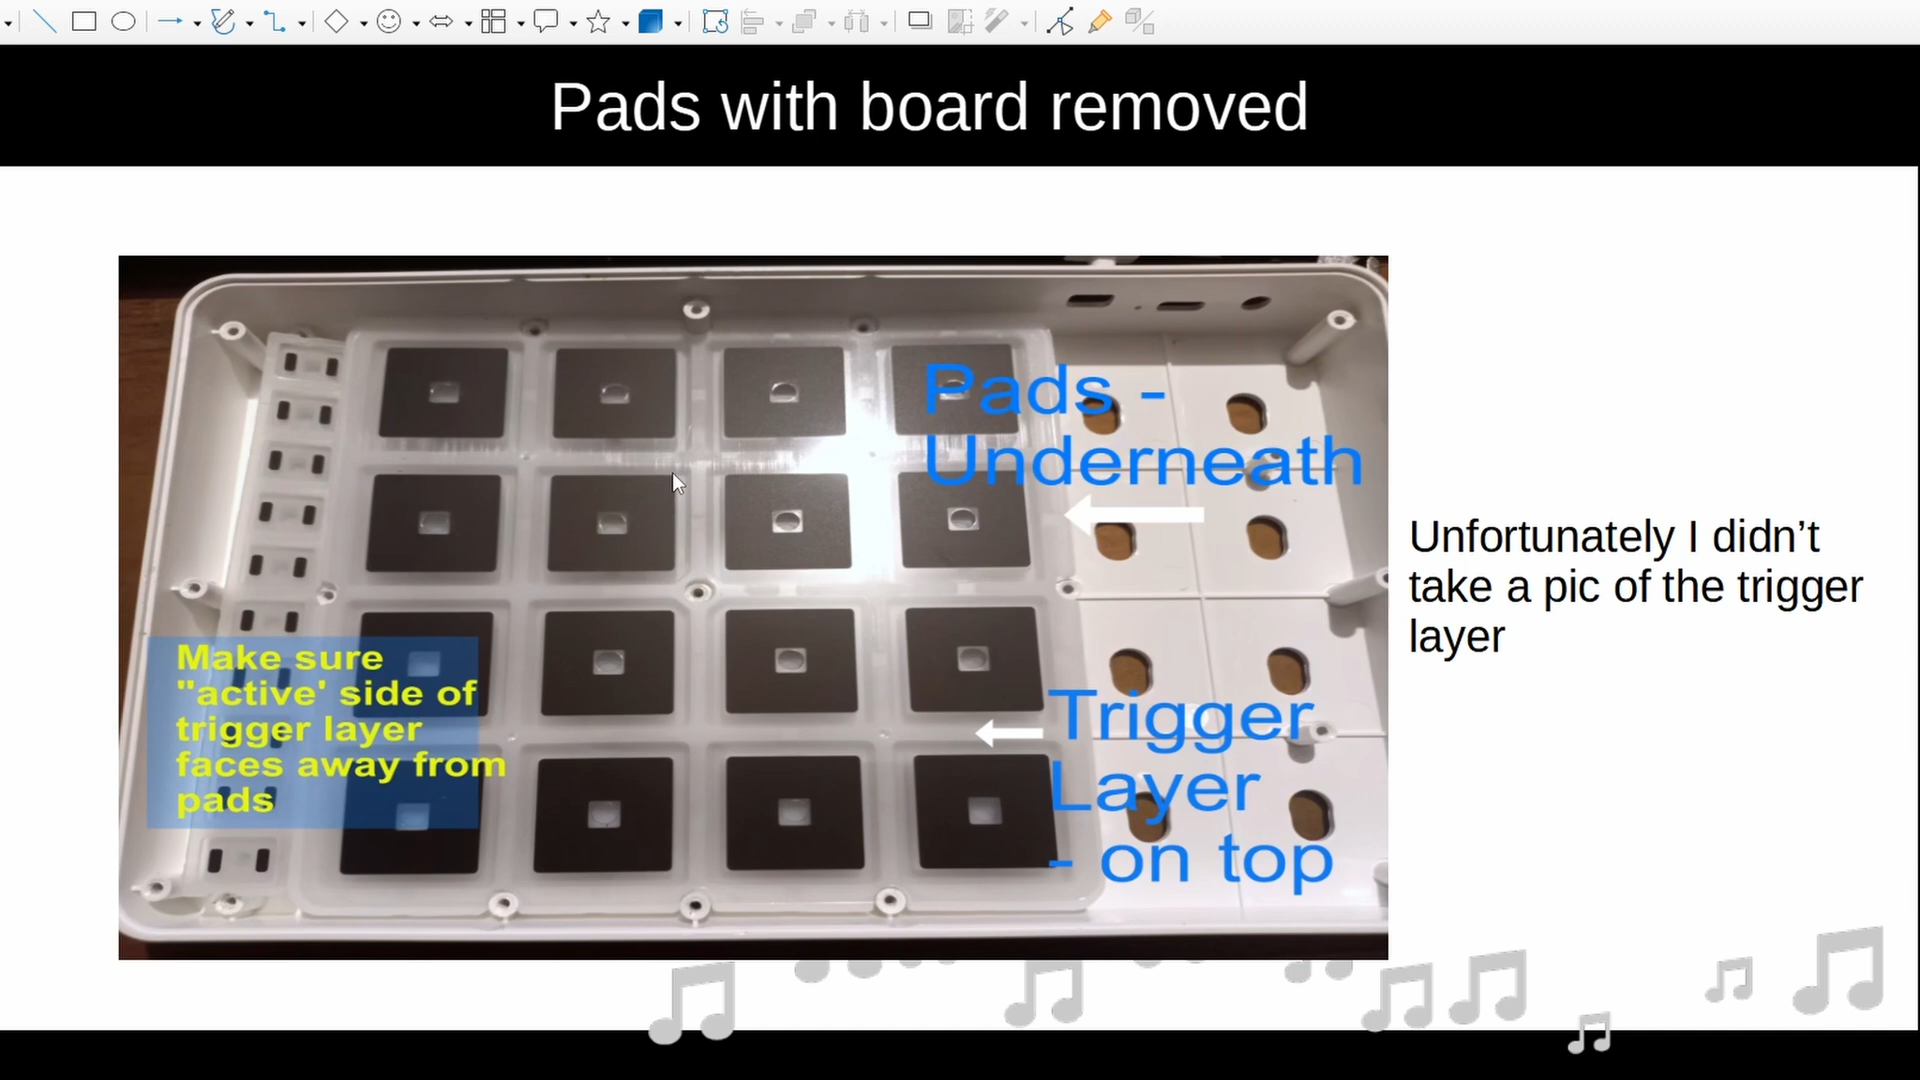 Pads with board removed
Pads -
Underneath
Unfortunately I didn’t
take a pic of the trigger
layer
Make sure
"active' side of
trigger layer
faces away from
pads
Trigger
Layer
- on top